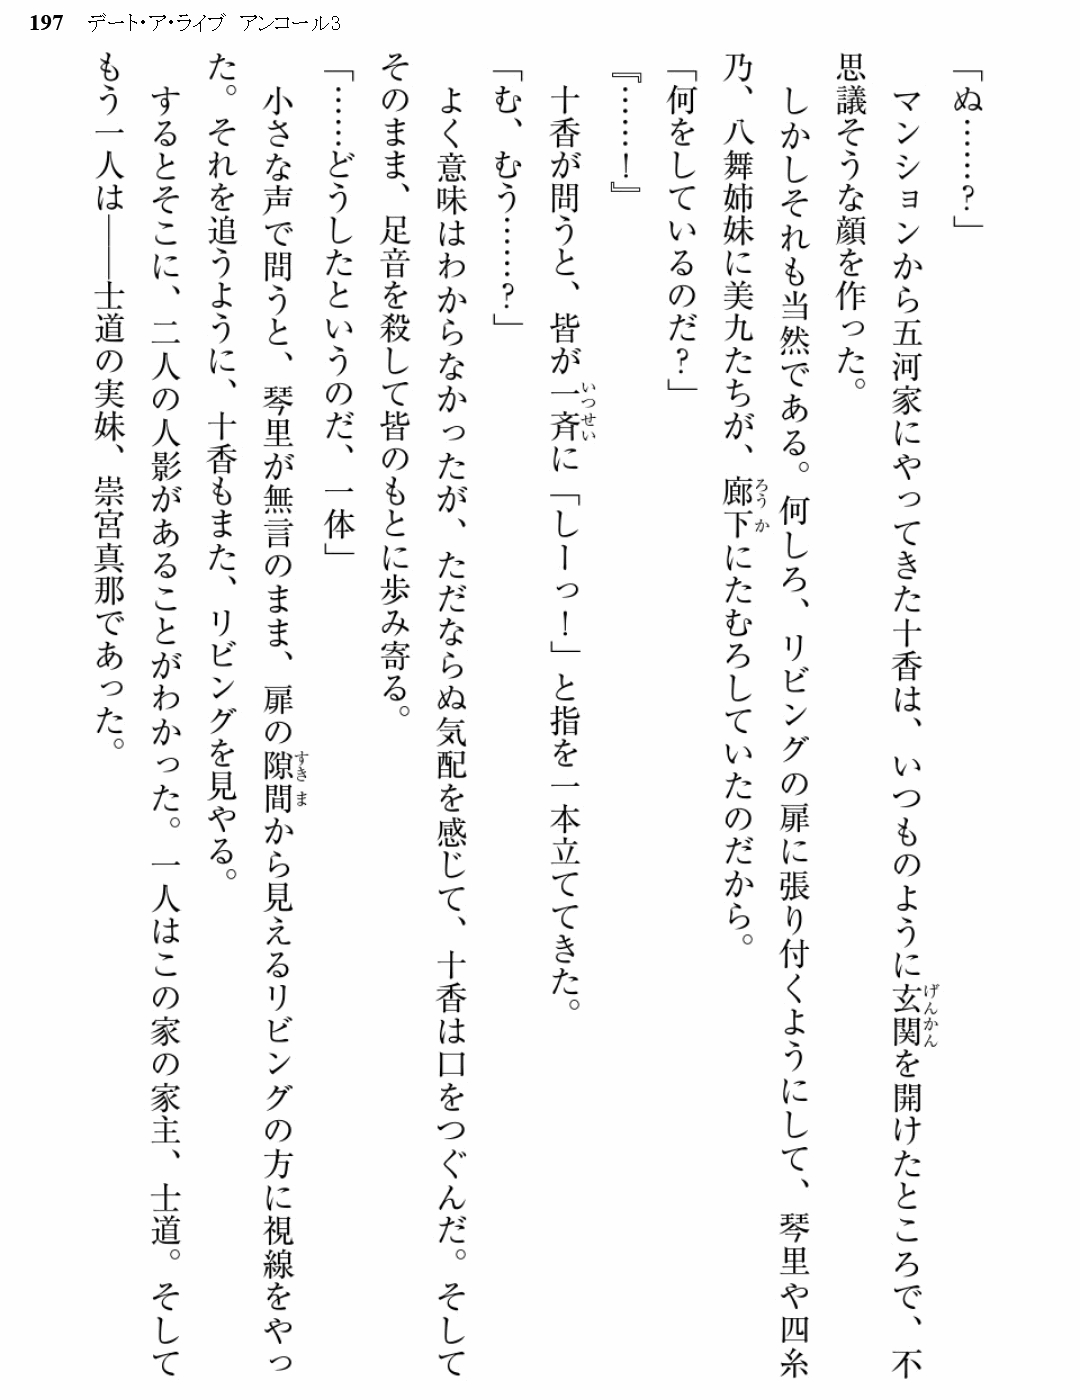 197 デート・ア・ライブ アンコール3
「ぬ……?」
マンションから五河家にやってきた十香は、いつものように玄関を開けたところで、不
思議そうな顔を作った。
しかしそれも当然である。何しろ、リビングの扉に張り付くようにして、琴里や四糸
乃、八舞姉妹に美九たちが、廊下にたむろしていたのだから。
「何をしているのだ?」
『……!』
十香が問うと、皆が一斉に「しーっ!」と指を一本立ててきた。
「む、むう……?」
よく意味はわからなかったが、ただならぬ気配を感じて、十香は口をつぐんだ。そして
そのまま、足音を殺して皆のもとに歩み寄る。
「……どうしたというのだ、一体」
小さな声で問うと、琴里が無言のまま、扉の隙間から見えるリビングの方に視線をやっ
た。それを追うように、十香もまた、リビングを見やる。
するとそこに、二人の人影があることがわかった。一人はこの家の家主、士道。そして
もう一人は――士道の実妹、崇宮真那であった。